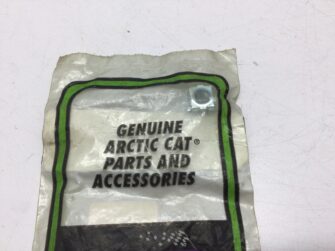 GENUINE
ARCTIC CAT®
PARTS AND
ACCESSORIES